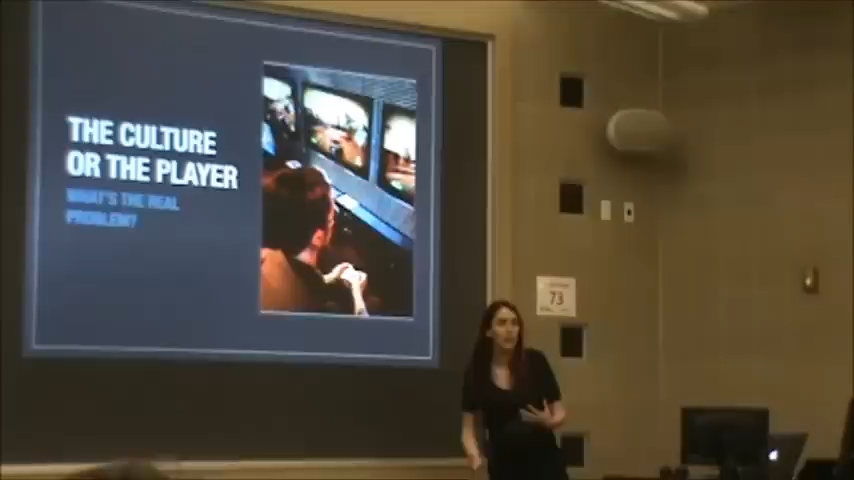 THE CULTURE
OR THE PLAYER
WHAT'S THE REAL
PROBLEM?
73